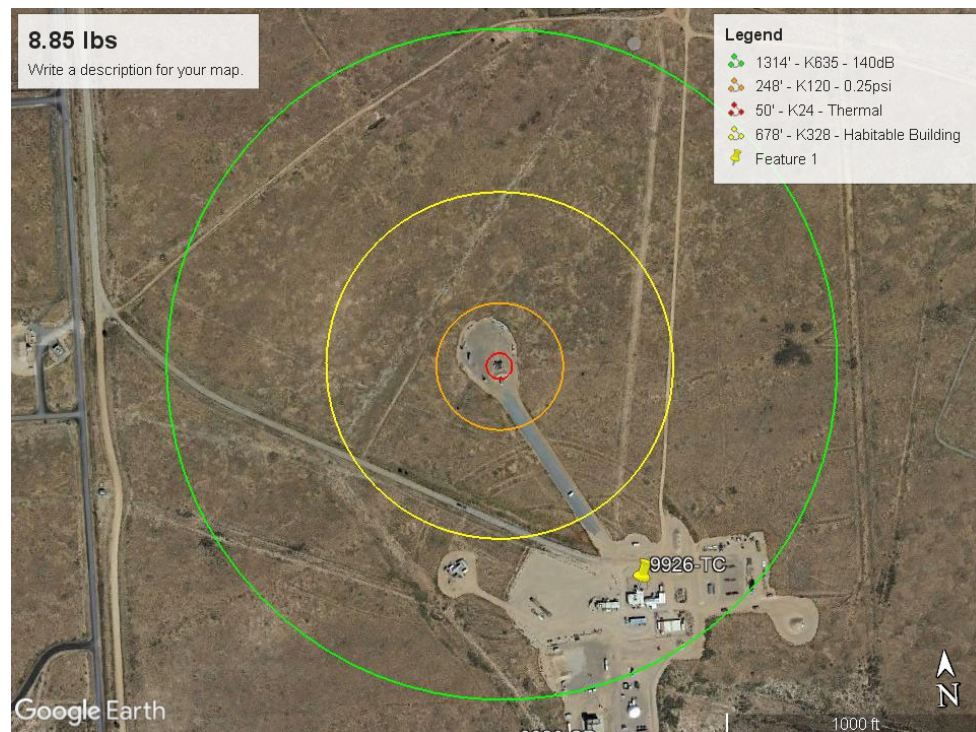 8.85 lbs
Write a description for your map.
Legend
1314' - K635 - 140dB
248' - K120 - 0.25psi
50' - K24 - Thermal
678' - K328 - Habitable Building
Feature 1
9926-TC
N
Google Earth
1000 ft